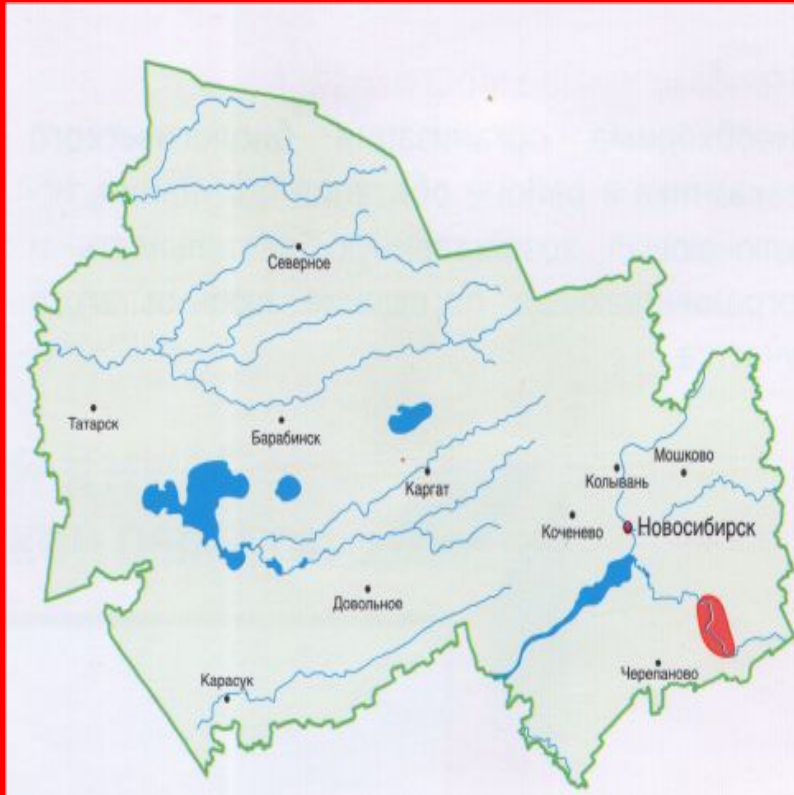 Северное
Татарск
Барабинск
Каргат
Колывань
Мошково
Коченево
Новосибирск
Довольное
Карасук
Черепаново